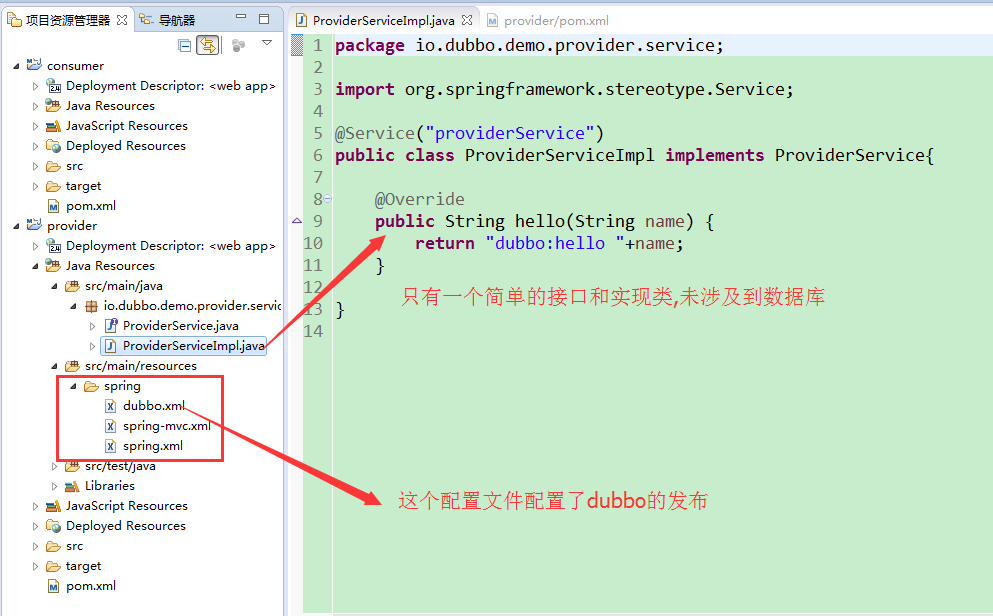 项目资源管理器 导航器
consumer
Deployment Descriptor: <web app>
Java Resources
JavaScript Resources
Deployed Resources
src
target
pom.xml
provider
Deployment Descriptor: <web app>
Java Resources
src/main/java
io.dubbo.demo.provider.servic
ProviderService.java
ProviderServiceImpl.java
src/main/resources
spring
dubbo.xml
spring-mvc.xml
spring.xml
src/test/java
Libraries
JavaScript Resources
Deployed Resources
src
target
pom.xml
ProviderServiceImpl.java provider/pom.xml
1 package io.dubbo.demo.provider.service;
2
3 import org.springframework.stereotype.Service;
4
5 @Service("providerService")
6 public class ProviderServiceImpl implements ProviderService{
7
8 @Override
9 public String hello(String name) {
10 return "dubbo:hello "+name;
11 }
12
只有一个简单的接口和实现类,未涉及到数据库
13 }
14
这个配置文件配置了dubbo的发布